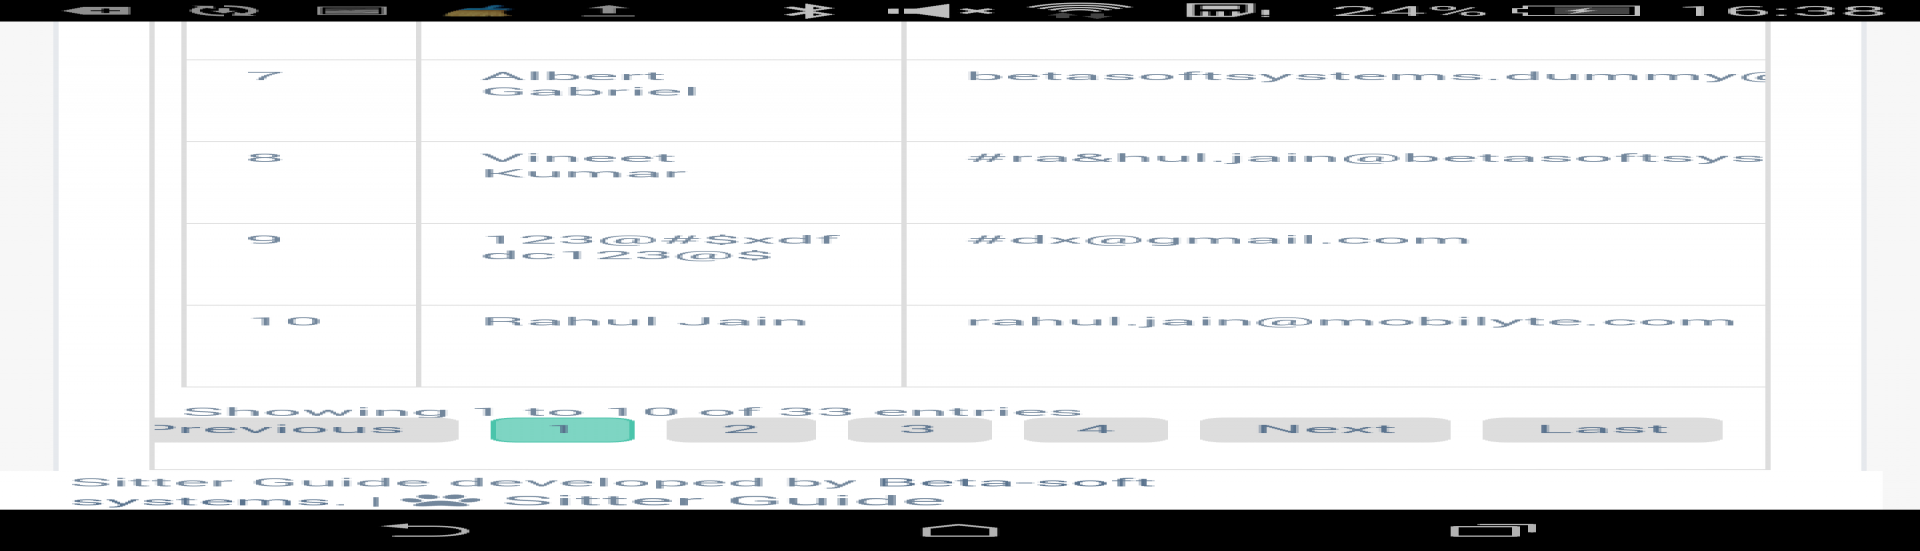 24% 16:38
7 Albert betasoftsystems.dummy@
Gabriel
8 Vineet #ra&hul.jain@betasoftsys
Kumar
9 123@#$xdf #dx@gmail.com
dc123@$
10 Rahul Jain rahul.jain@mobilyte.com
Showing 1 to 10 of 33 entries
Previous 1 2 3 4 Next Last
Sitter Guide developed by Beta-soft
systems. | Sitter Guide